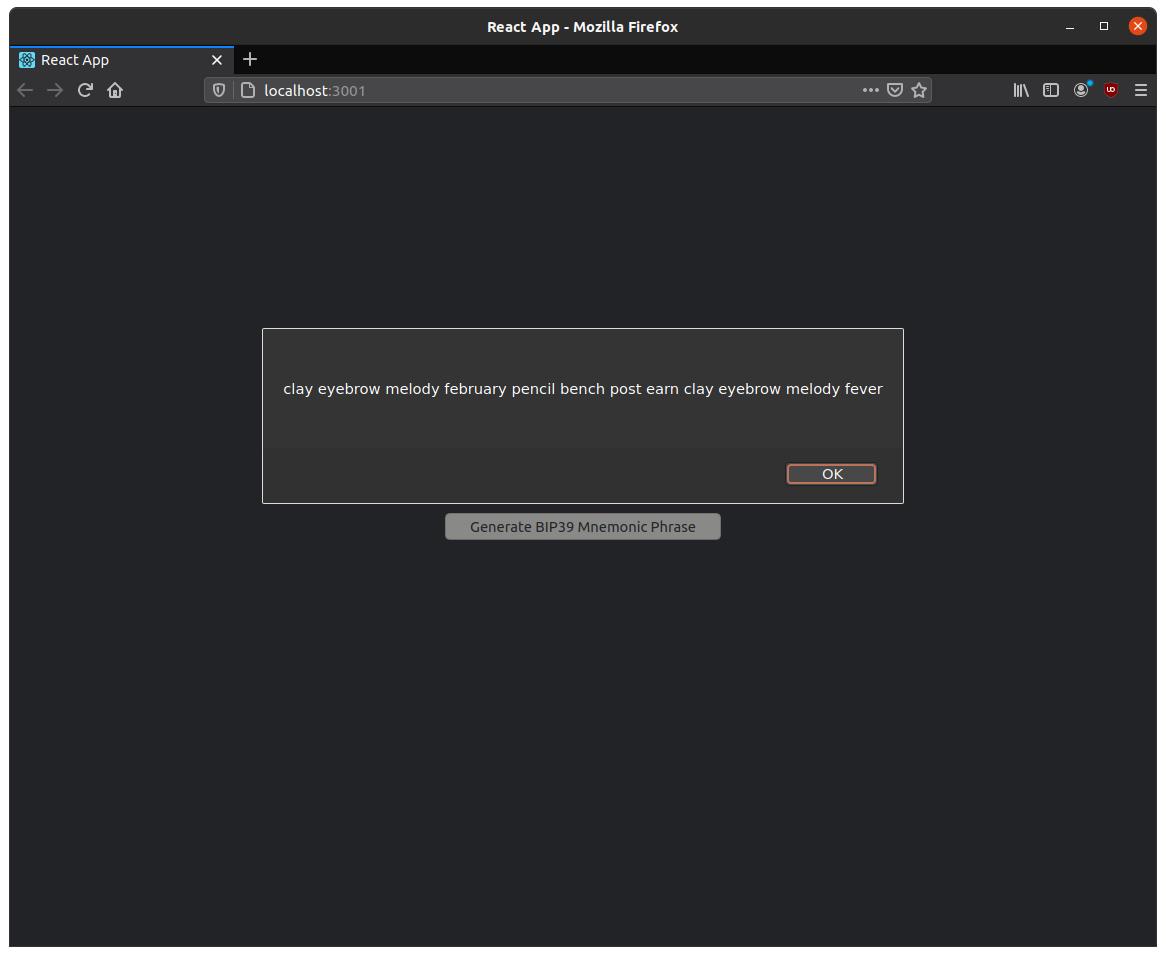 React App - Mozilla Firefox
React App
localhost:3001
clay eyebrow melody february pencil bench post earn clay eyebrow melody fever
OK
Generate BIP39 Mnemonic Phrase